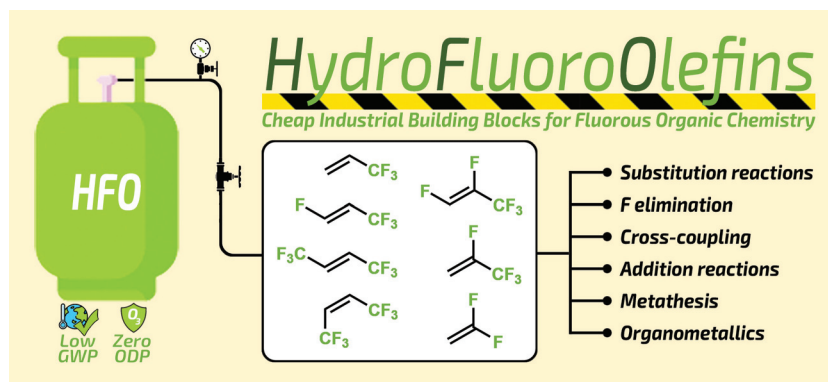 HydroFluoroOlefins
Cheap Industrial Building Blocks for Fluorous Organic Chemistry
HFO
Low
GWP
Zero
ODP
O3
CF3
F
CF3
F3C
CF3
CF3
CF3
F
F
CF3
F
CF3
F
F
Substitution reactions
F elimination
Cross-coupling
Addition reactions
Metathesis
Organometallics